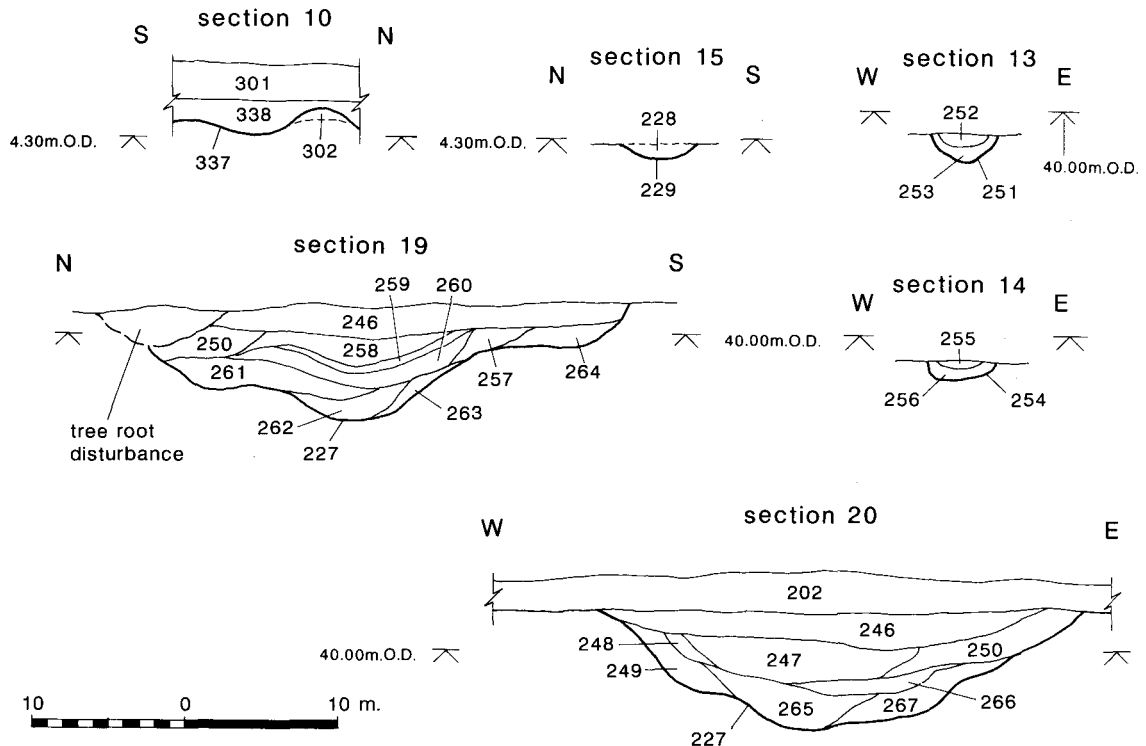 section 10
S N
301
338
4.30m.O.D.
337 302
section 15
N S
228
4.30m.O.D.
229
section 13
W E
252
253 251
40.00m.O.D.
section 19
N S
259 260
246
250 258
261 257 264
40.00m.O.D.
263
262
227
tree root
disturbance
section 14
W E
255
256 254
section 20
W E
202
246
248 247 250
249
40.00m.O.D.
265 267 266
227
10 0 10 m.